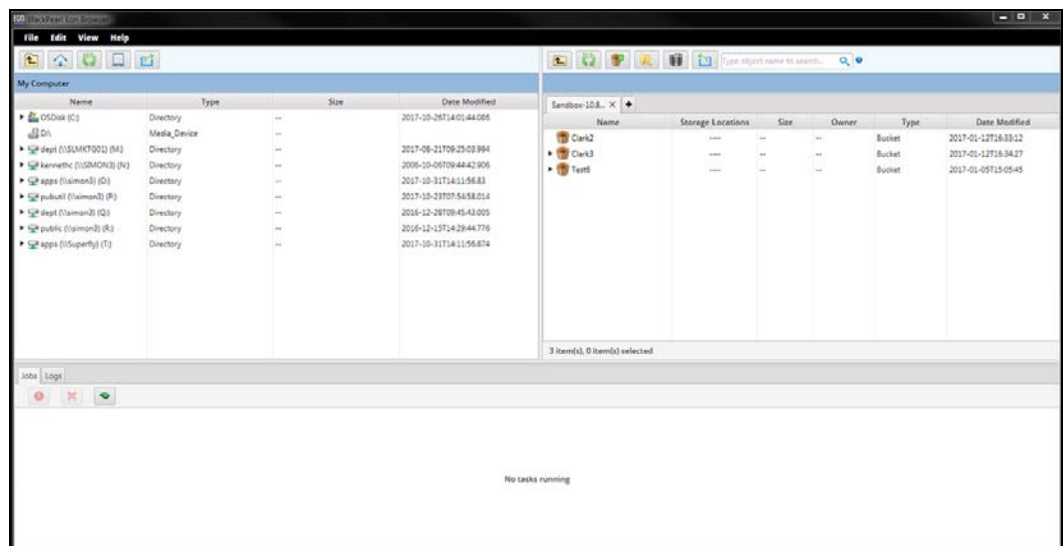 BlackPearl Eon Browser
File Edit View Help
Type object name to search...
My Computer
Name Type Size Date Modified
OSDisk (C:) Directory -- 2017-10-26T14:01:44.086
D:\ Media_Device
dept (\\SLMKTG01) (M:) Directory -- 2017-08-21T09:25:03.994
kennethc (\\SIMON3) (N:) Directory -- 2006-10-06T09:44:42.906
apps (\\simon3) (O:) Directory -- 2017-10-31T14:11:56.83
pubutil (\\simon3) (P:) Directory -- 2017-10-23T07:54:58.014
dept (\\simon3) (Q:) Directory -- 2016-12-28T09:45:43.005
public (\\simon3) (R:) Directory -- 2016-12-15T14:29:44.776
apps (\\Superfly) (T:) Directory -- 2017-10-31T14:11:56.874
Sandbox-10.8... X +
Name Storage Locations Size Owner Type Date Modified
Clark2 ---- -- -- Bucket 2017-01-12T16:33:12
Clark3 ---- -- -- Bucket 2017-01-12T16:34:27
Test6 ---- -- -- Bucket 2017-01-05T15:05:45
3 item(s), 0 item(s) selected
Jobs Logs
No tasks running